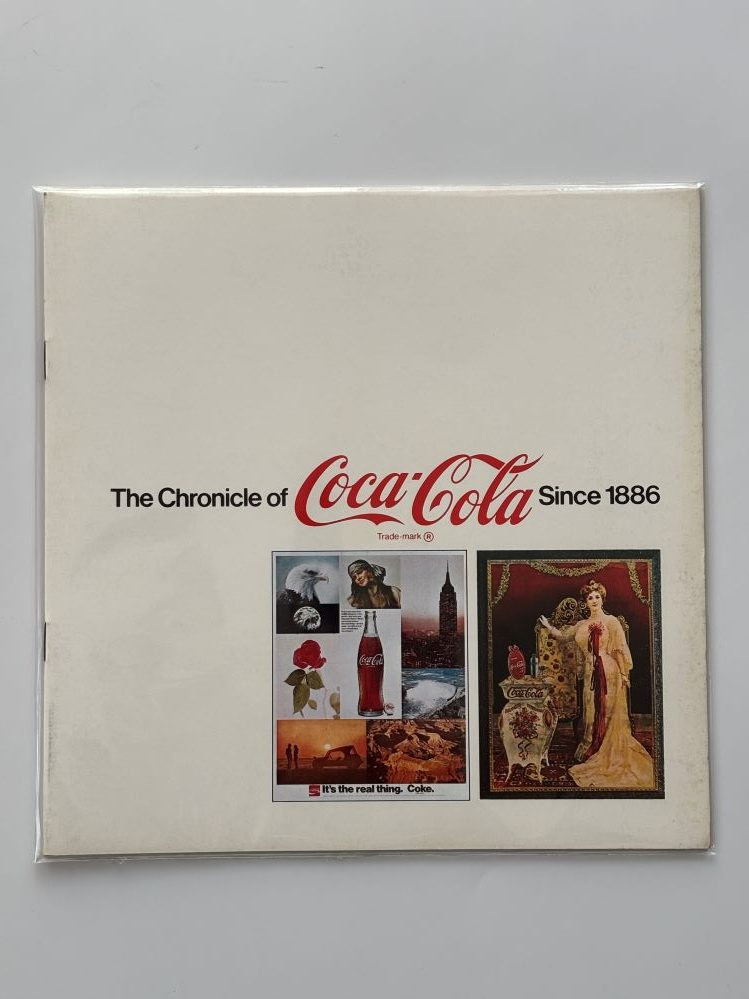 The Chronicle of Coca-Cola Since 1886
Trade-mark ®
Coca-Cola
Coca-Cola
It's the real thing. Coke.